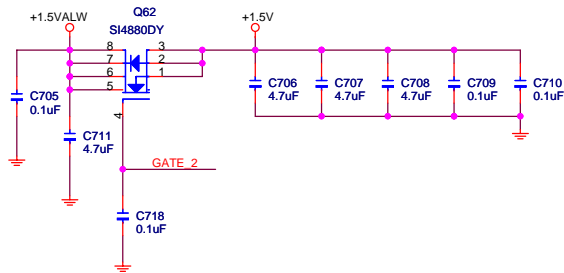 +1.5VALW
Q62
SI4880DY
+1.5V
8
7
6
5
3
2
1
4
C705
0.1uF
C711
4.7uF
C706
4.7uF
C707
4.7uF
C708
4.7uF
C709
0.1uF
C710
0.1uF
GATE_2
C718
0.1uF